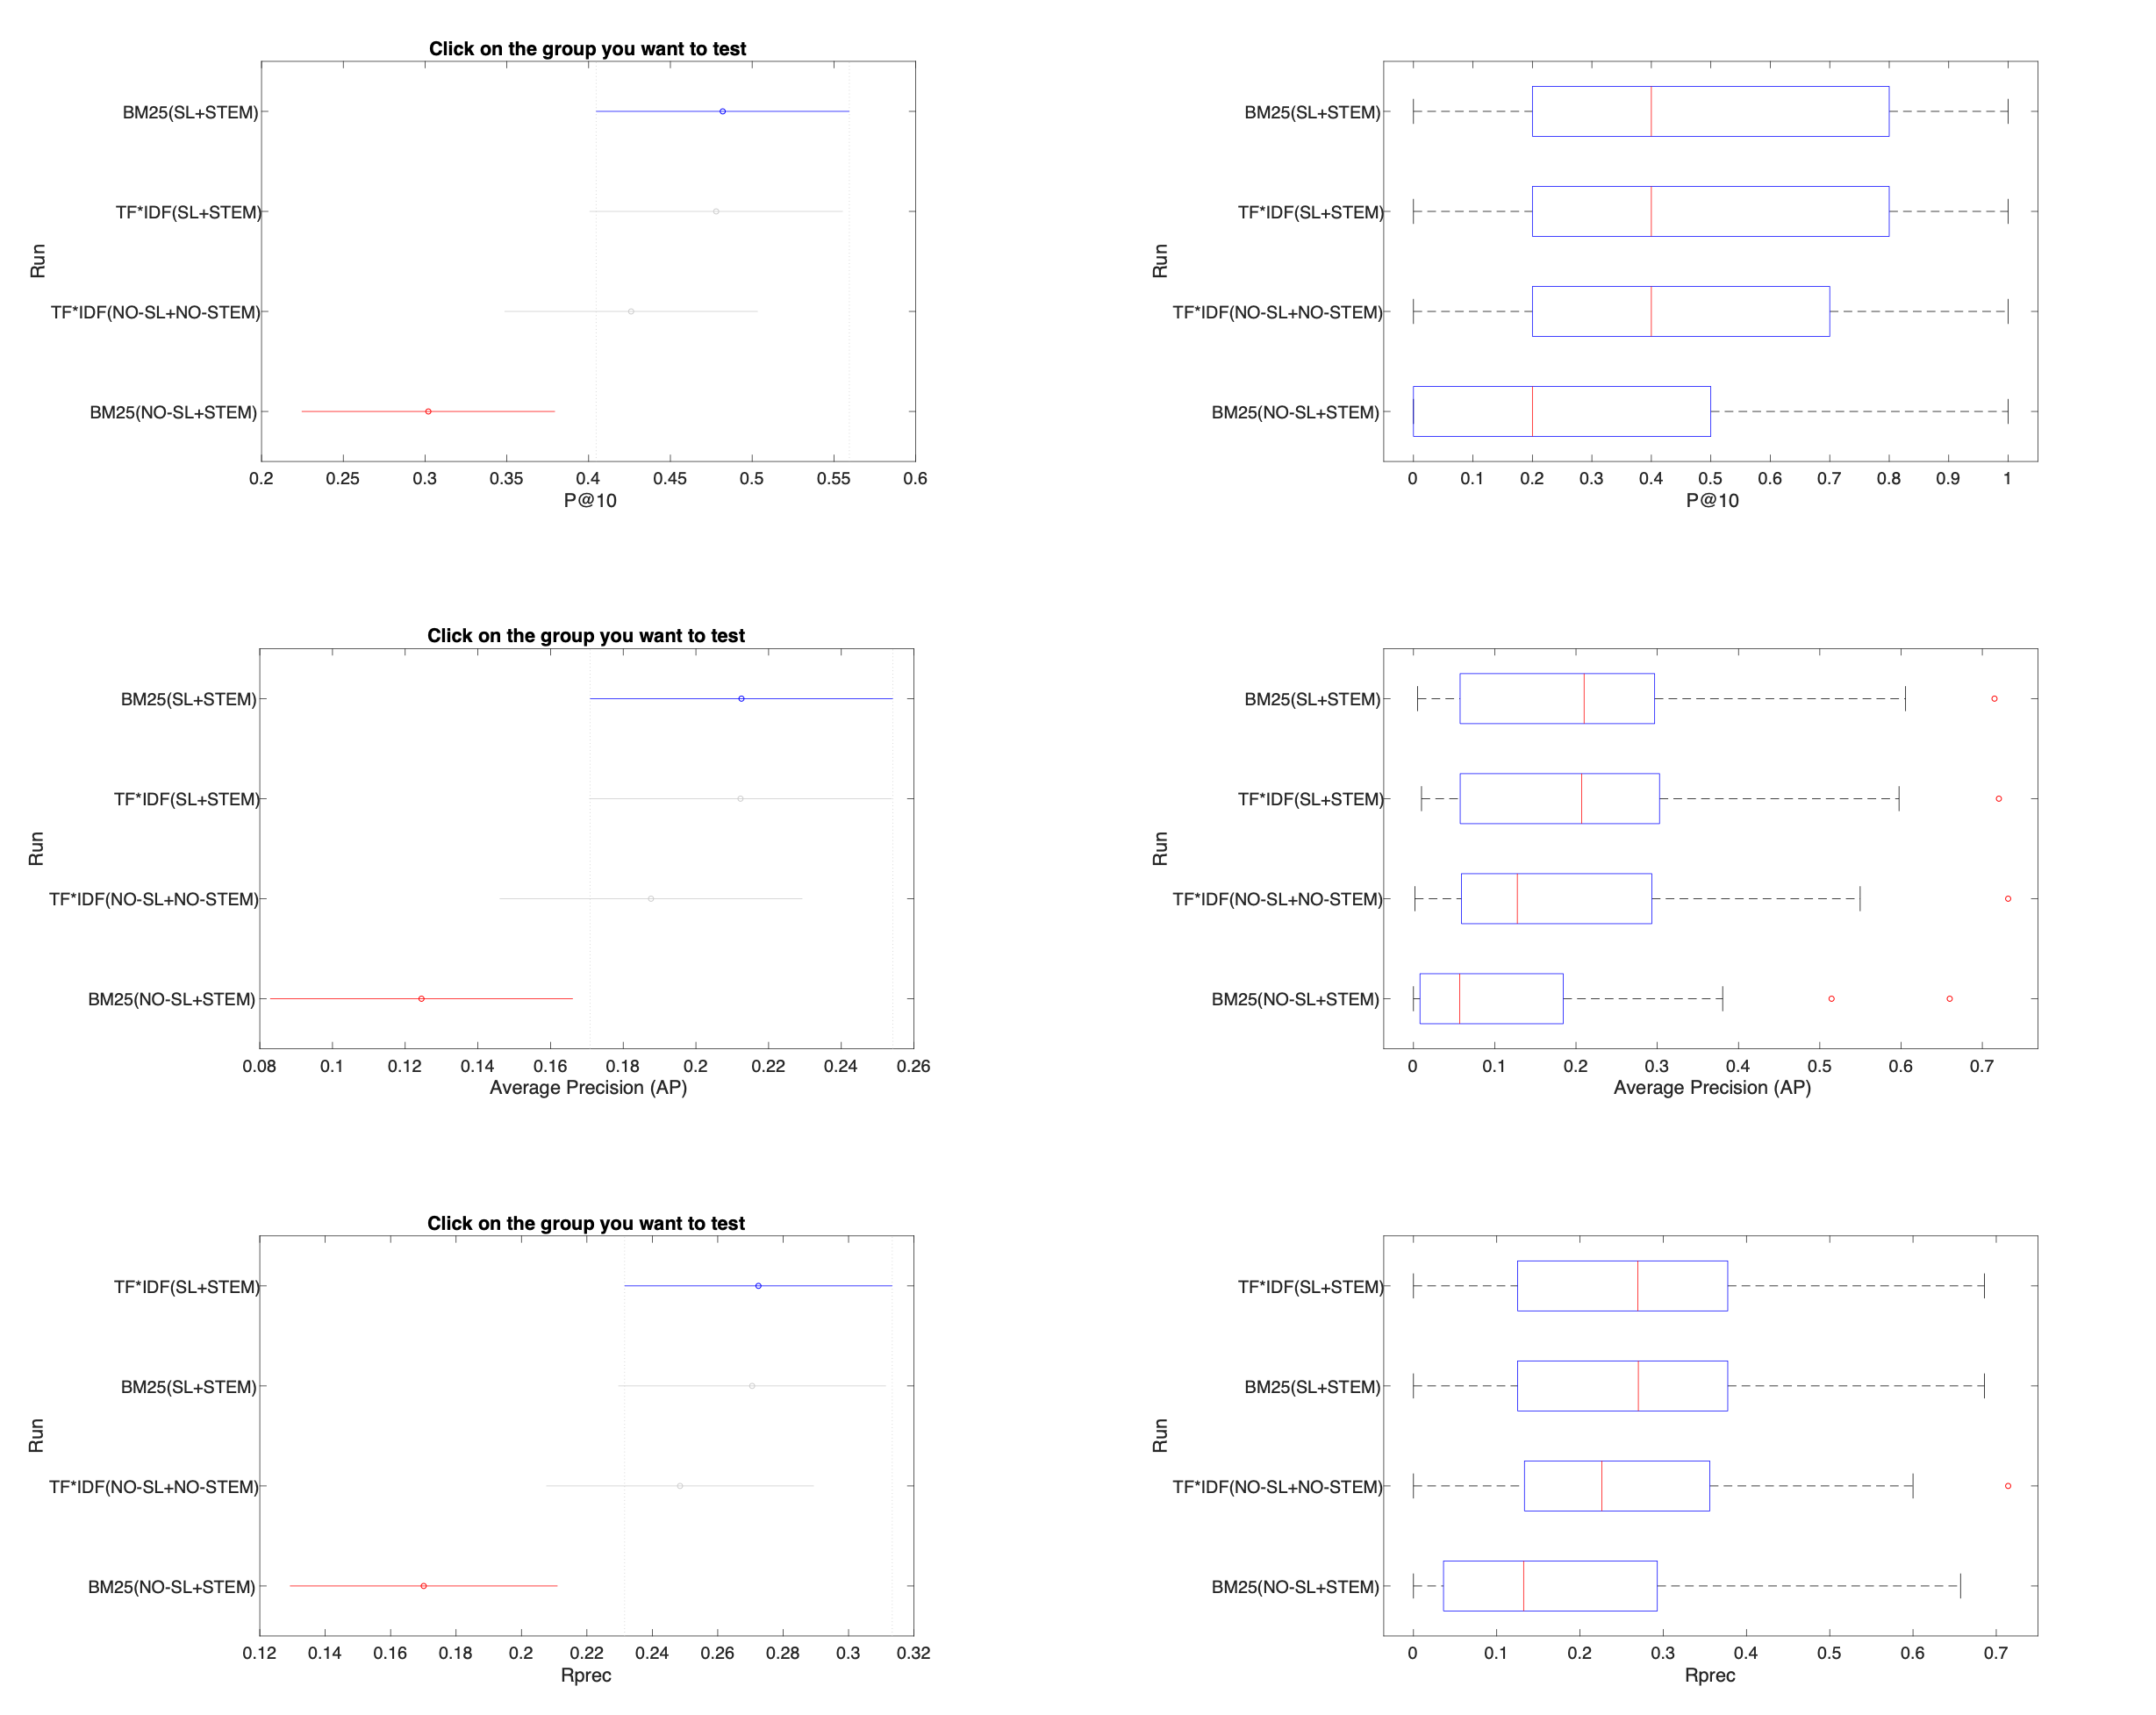 Click on the group you want to test
BM25(SL+STEM)
TF*IDF(SL+STEM)
TF*IDF(NO-SL+NO-STEM)
BM25(NO-SL+STEM)
Run
0.2 0.25 0.3 0.35 0.4 0.45 0.5 0.55 0.6
P@10
BM25(SL+STEM)
TF*IDF(SL+STEM)
TF*IDF(NO-SL+NO-STEM)
BM25(NO-SL+STEM)
Run
0 0.1 0.2 0.3 0.4 0.5 0.6 0.7 0.8 0.9 1
P@10
Click on the group you want to test
BM25(SL+STEM)
TF*IDF(SL+STEM)
TF*IDF(NO-SL+NO-STEM)
BM25(NO-SL+STEM)
Run
0.08 0.1 0.12 0.14 0.16 0.18 0.2 0.22 0.24 0.26
Average Precision (AP)
BM25(SL+STEM)
TF*IDF(SL+STEM)
TF*IDF(NO-SL+NO-STEM)
BM25(NO-SL+STEM)
Run
0 0.1 0.2 0.3 0.4 0.5 0.6 0.7
Average Precision (AP)
Click on the group you want to test
TF*IDF(SL+STEM)
BM25(SL+STEM)
TF*IDF(NO-SL+NO-STEM)
BM25(NO-SL+STEM)
Run
0.12 0.14 0.16 0.18 0.2 0.22 0.24 0.26 0.28 0.3 0.32
Rprec
TF*IDF(SL+STEM)
BM25(SL+STEM)
TF*IDF(NO-SL+NO-STEM)
BM25(NO-SL+STEM)
Run
0 0.1 0.2 0.3 0.4 0.5 0.6 0.7
Rprec